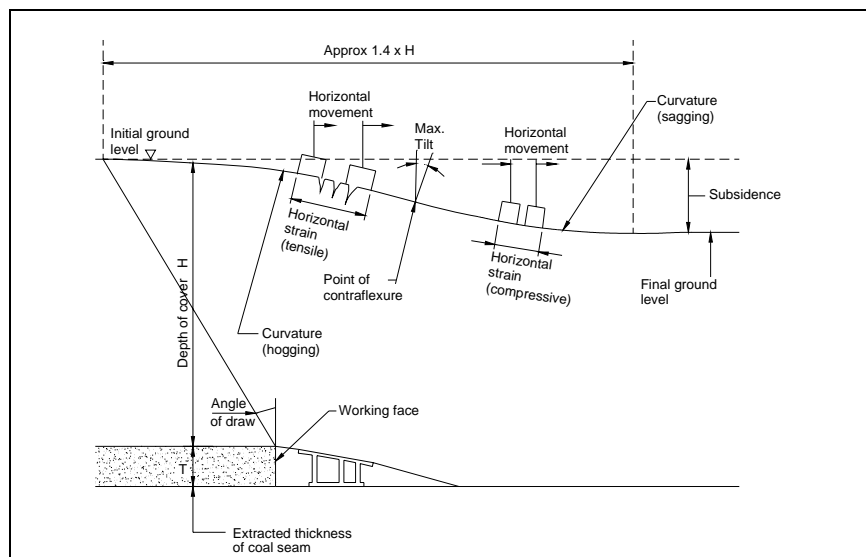 Approx 1.4 x H
Horizontal
movement
Max.
Tilt
Horizontal
movement
Curvature
(sagging)
Initial ground
level
Subsidence
Horizontal
strain
(tensile)
Horizontal
strain
(compressive)
Point of
contraflexure
Final ground
level
Depth of cover H
Curvature
(hogging)
Angle
of draw
Working face
T
Extracted thickness
of coal seam